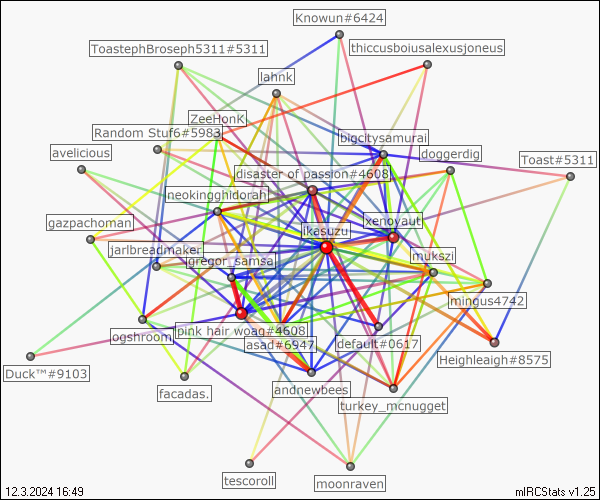 Knowun#6424
ToastephBroseph5311#5311
thiccusboiusalexusjoneus
lahnk
ZeeHonK
Random Stuf6#5983
bigcitysamurai
avelicious
doggerdig
Toast#5311
disaster of passion#4608
neokingghidorah
gazpachoman
xenoyaut
ikasuzu
jarlbreadmaker
gregor_samsa
mukszi
mingus4742
ogshroom
pink hair woag#4608
asad#6947
default#0617
Heighleigh#8575
Duck™#9103
facadas.
andnewbees
turkey_mcnugget
tescoroll
moonraven
12.3.2024 16:49
mIRCStats v1.25